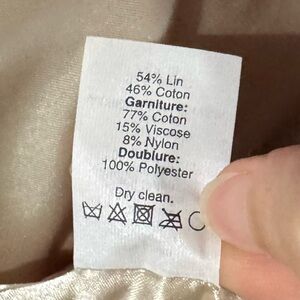 54% Lin
46% Coton
Garniture:
77% Coton
15% Viscose
8% Nylon
Doublure:
100% Polyester
Dry clean.